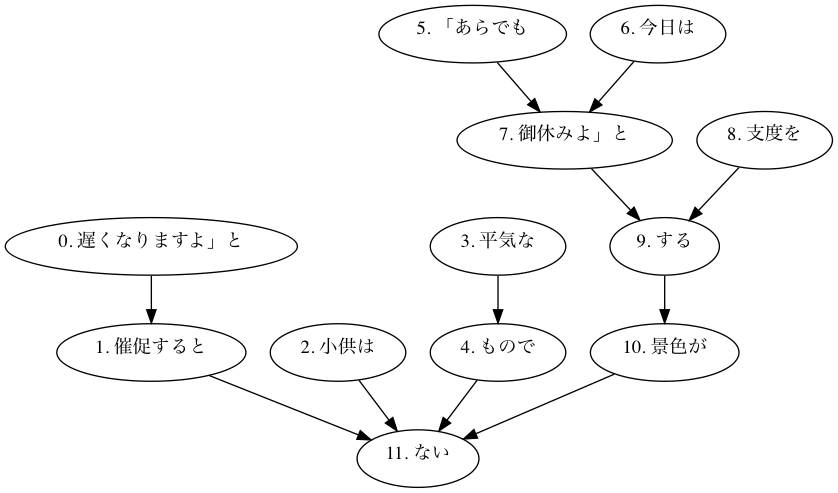 5. 「あらでも
6. 今日は
7. 御休みよ」と
8. 支度を
0. 遅くなりますよ」と
3. 平気な
9. する
1. 催促すると
2. 小供は
4. もので
10. 景色が
11. ない